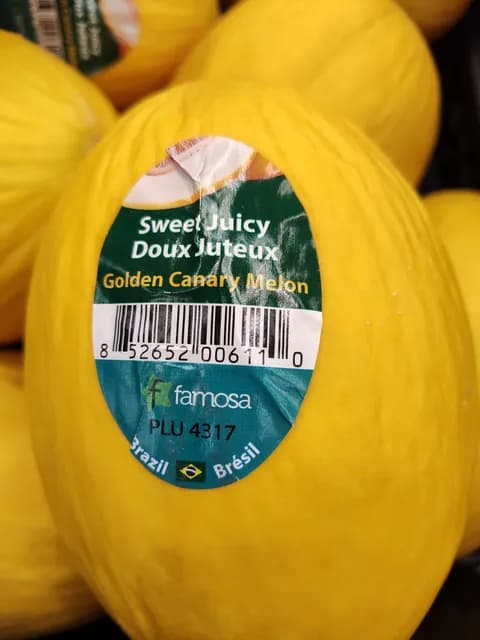 Sweet Juicy
Doux Juteux
Golden Canary Melon
8 52652 00611 0
famosa
PLU 4317
Brazil Brésil